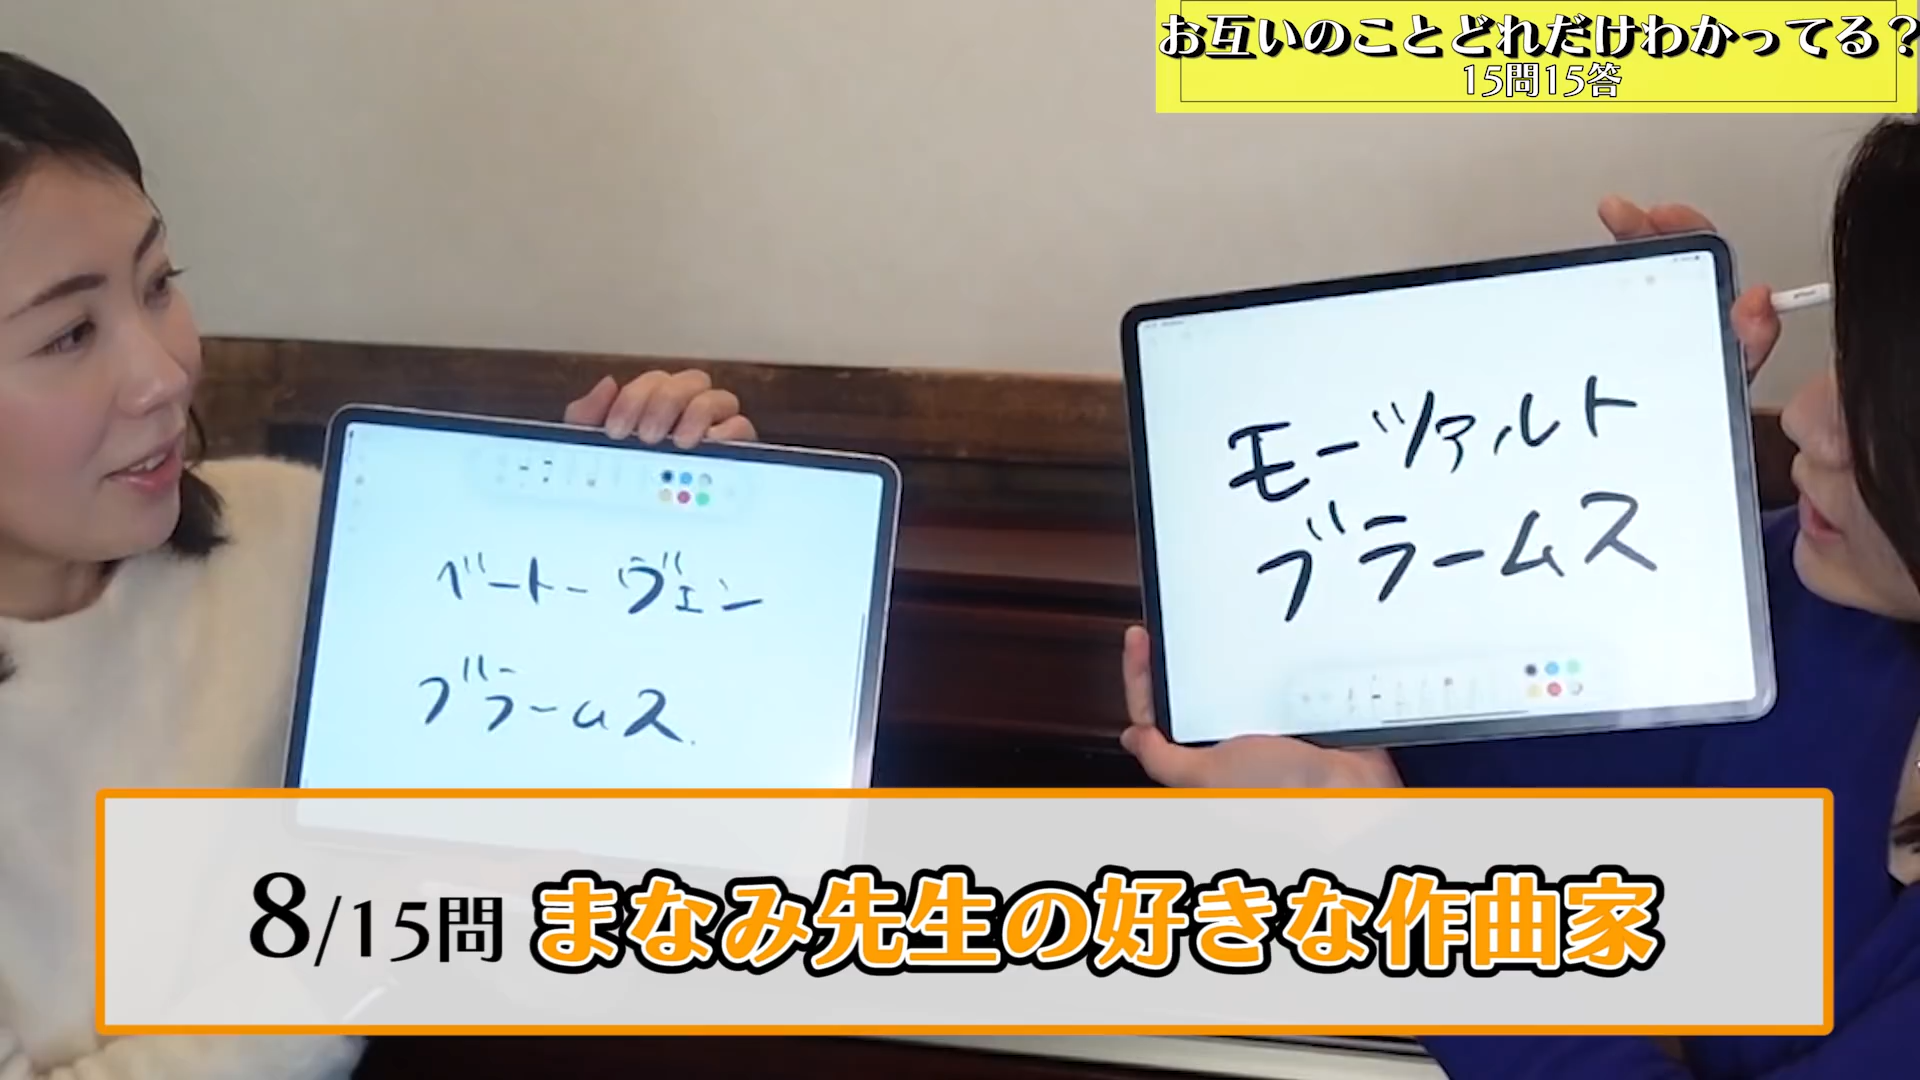 お互いのことどれだけわかってる?
15問15答
モーツァルト
ブラームス
ベートーヴェン
ブラームス.
8/15問 まなみ先生の好きな作曲家